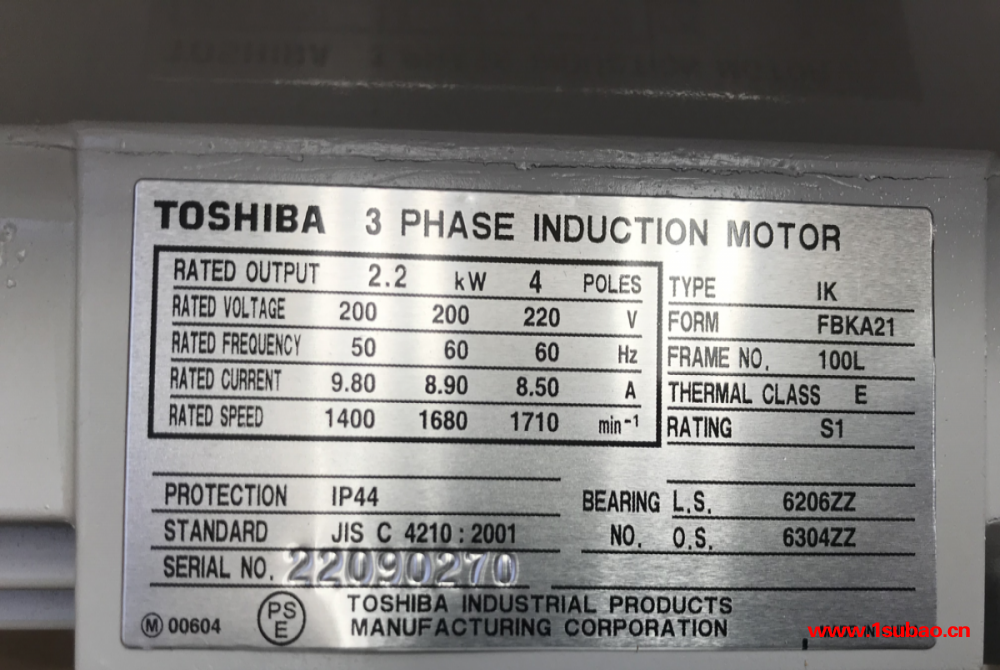 TOSHIBA 3 PHASE INDUCTION MOTOR
RATED OUTPUT 2.2 kW 4 POLES
RATED VOLTAGE 200 200 220 V
RATED FREQUENCY 50 60 60 Hz
RATED CURRENT 9.80 8.90 8.50 A
RATED SPEED 1400 1680 1710 min⁻¹
TYPE IK
FORM FBKA21
FRAME NO. 100L
THERMAL CLASS E
RATING S1
PROTECTION IP44
STANDARD JIS C 4210 : 2001
SERIAL NO. 22090270
BEARING L.S. 6206ZZ
NO. O.S. 6304ZZ
Ⓜ 00604
PS
E
TOSHIBA INDUSTRIAL PRODUCTS
MANUFACTURING CORPORATION
www.1subao.cn